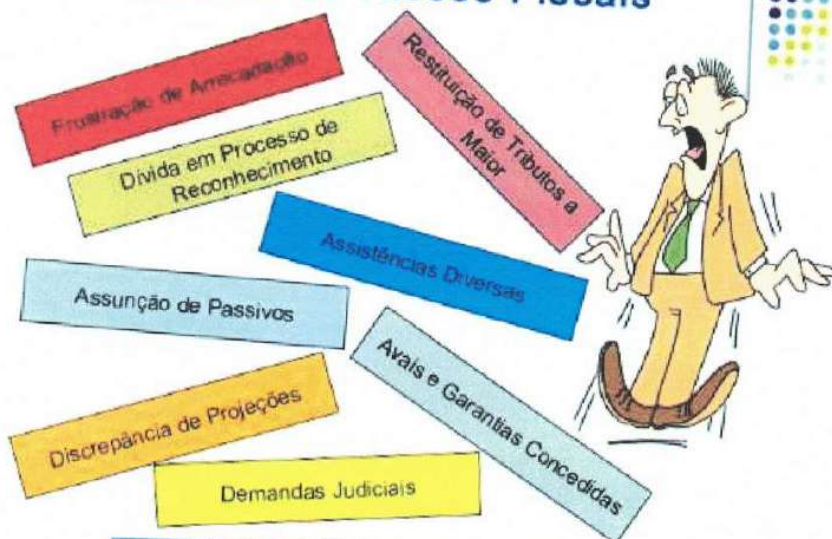 Fiscais
Frustração de Arrecadação
Restituição de Tributos a
Maior
Dívida em Processo de
Reconhecimento
Assistências Diversas
Assunção de Passivos
Avais e Garantias Concedidas
Discrepância de Projeções
Demandas Judiciais